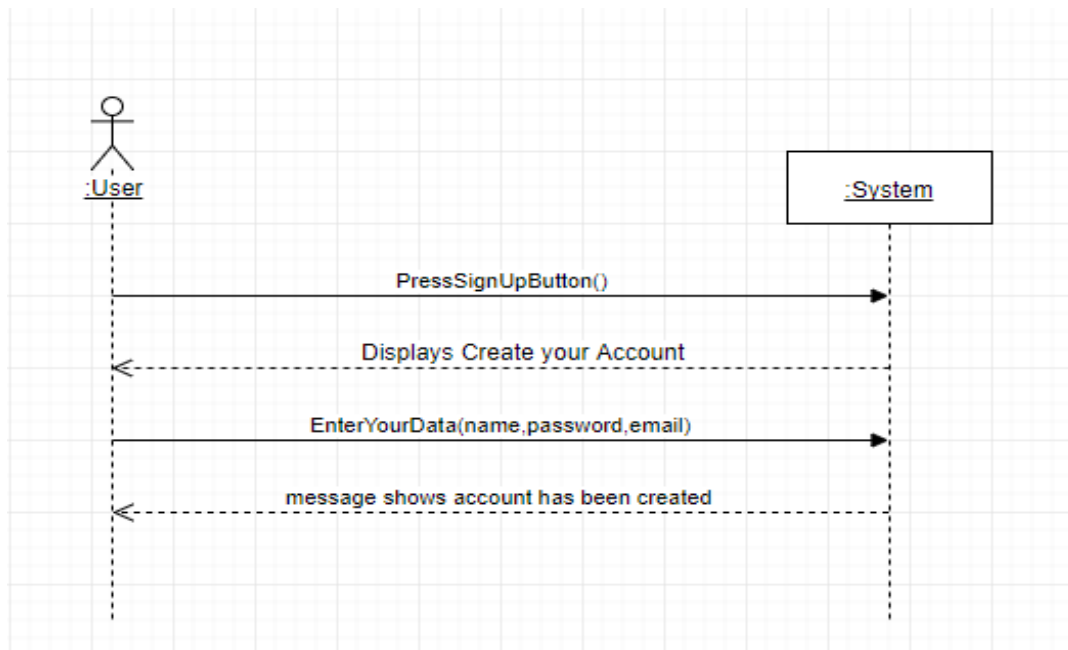 :User
:System
PressSignUpButton()
Displays Create your Account
EnterYourData(name,password,email)
message shows account has been created